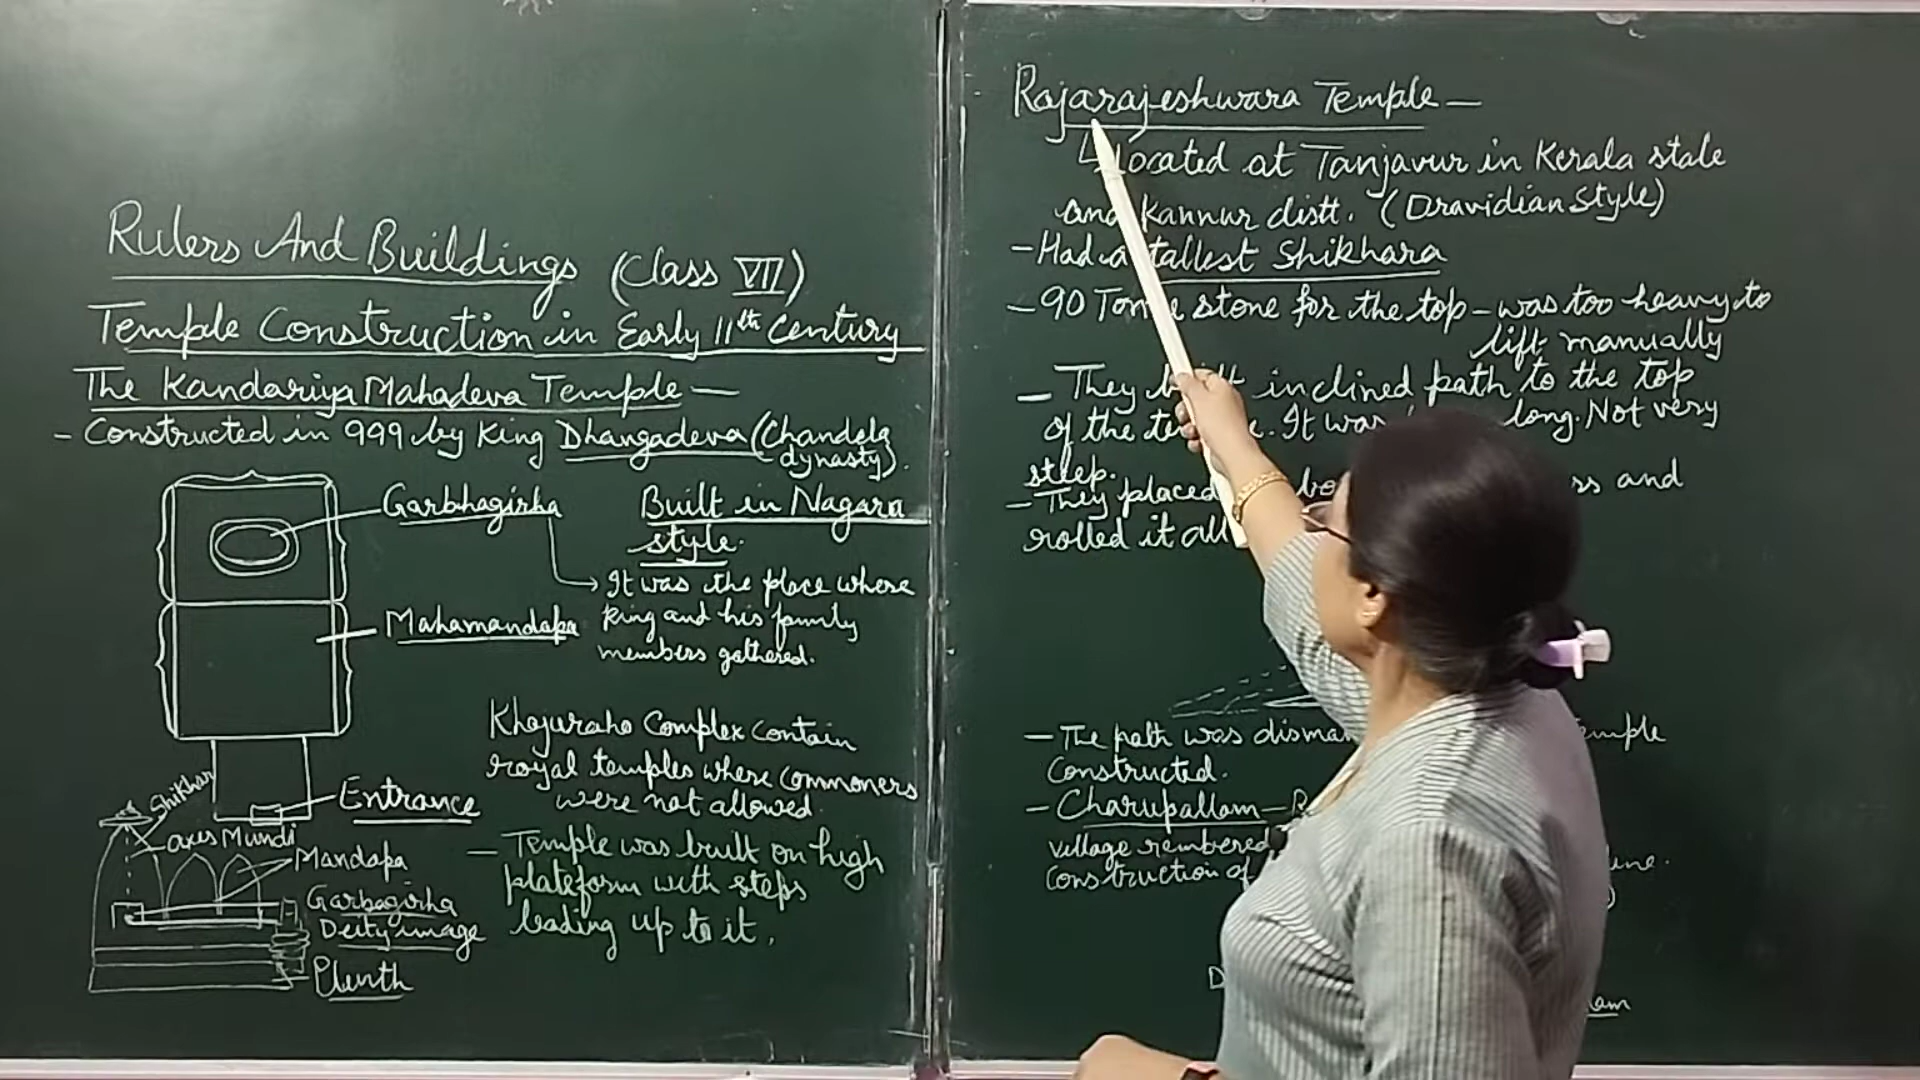 Rulers And Buildings (Class VII)
Temple Construction in Early 11th Century
The Kandariya Mahadeva Temple —
- Constructed in 999 by King Dhangadeva (Chandela dynasty).
Garbhagirha
Built in Nagara style.
It was the place where king and his family members gathered.
Mahamandapa
Entrance
Khajuraho Complex contain
royal temples where commoners
were not allowed.
- Temple was built on high
plateform with steps
leading up to it.
Shikhar
axes Mundi
Mandapa
Garbagirha
Deity image
Plinth
Rajarajeshwara Temple —
Located at Tanjavur in Kerala state
and Kannur distt. (Dravidian Style)
- Had a tallest Shikhara
- 90 Tonne stone for the top - was too heavy to
lift manually
- They built inclined path to the top
of the temple. It was long. Not very
steep.
- They placed and
rolled it all
- The path was
Constructed.
- Charupallam -
village rembered
Construction of